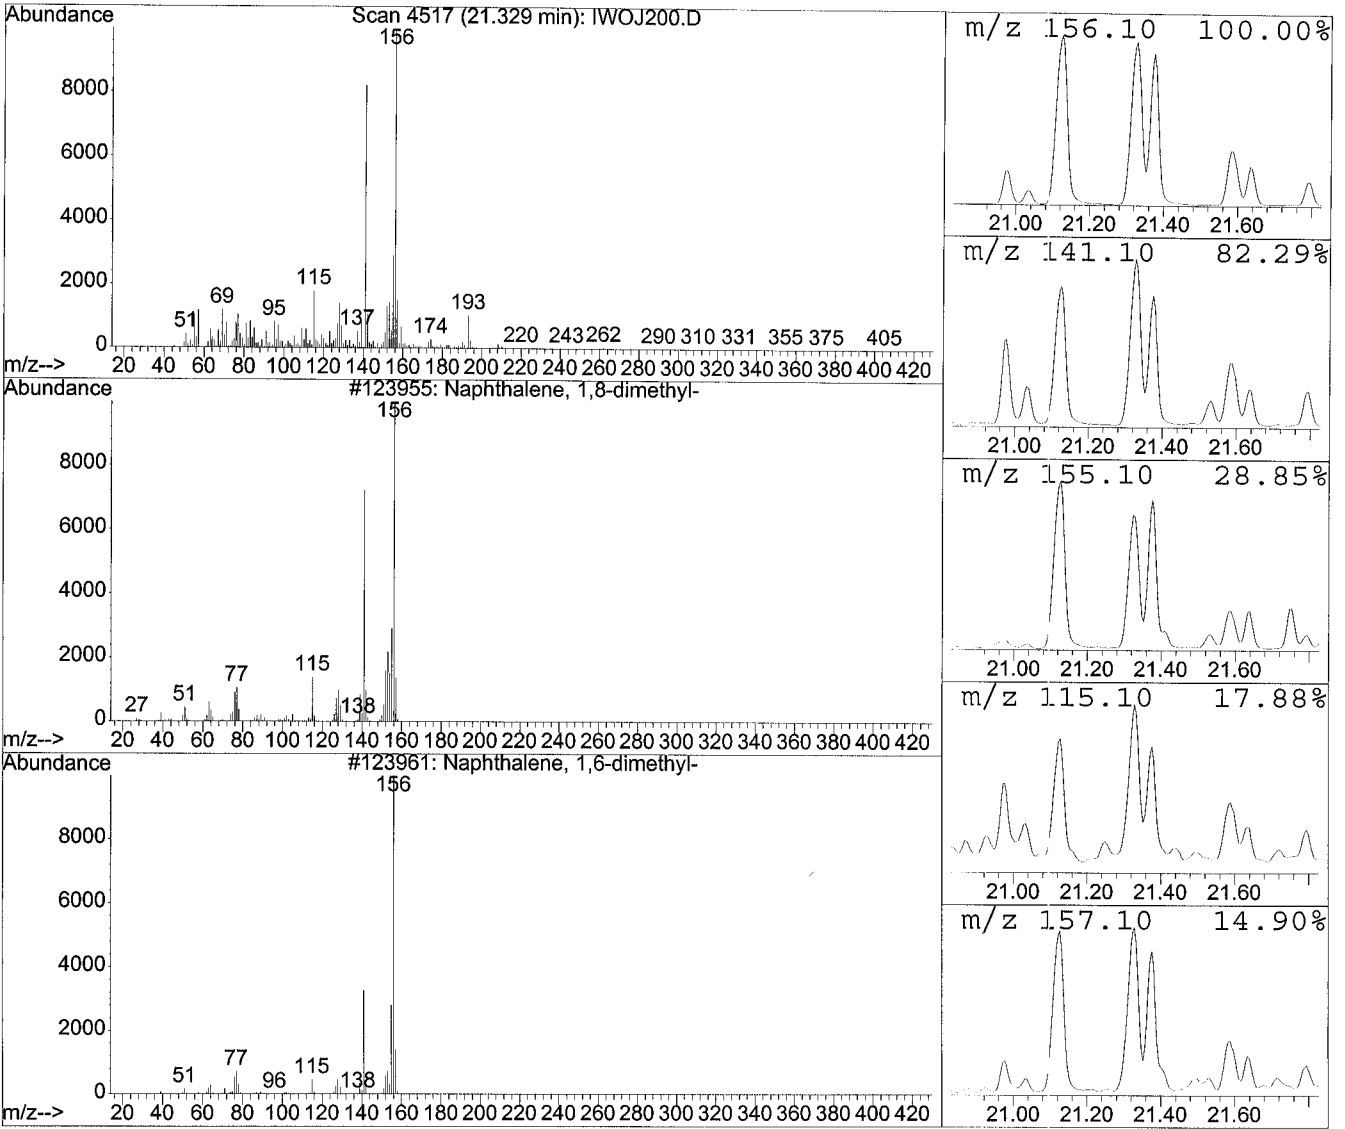 Abundance
Scan 4517 (21.329 min): IWOJ200.D
156
8000
6000
4000
2000
0
51
69
95
115
137
174
193
220 243 262 290 310 331 355 375 405
m/z-->
20 40 60 80 100 120 140 160 180 200 220 240 260 280 300 320 340 360 380 400 420
Abundance
#123955: Naphthalene, 1,8-dimethyl-
156
8000
6000
4000
2000
0
27
51
77
115
138
m/z-->
20 40 60 80 100 120 140 160 180 200 220 240 260 280 300 320 340 360 380 400 420
Abundance
#123961: Naphthalene, 1,6-dimethyl-
156
8000
6000
4000
2000
0
51
77
96
115
138
m/z-->
20 40 60 80 100 120 140 160 180 200 220 240 260 280 300 320 340 360 380 400 420
m/z 156.10 100.00%
21.00 21.20 21.40 21.60
m/z 141.10 82.29%
21.00 21.20 21.40 21.60
m/z 155.10 28.85%
21.00 21.20 21.40 21.60
m/z 115.10 17.88%
21.00 21.20 21.40 21.60
m/z 157.10 14.90%
21.00 21.20 21.40 21.60